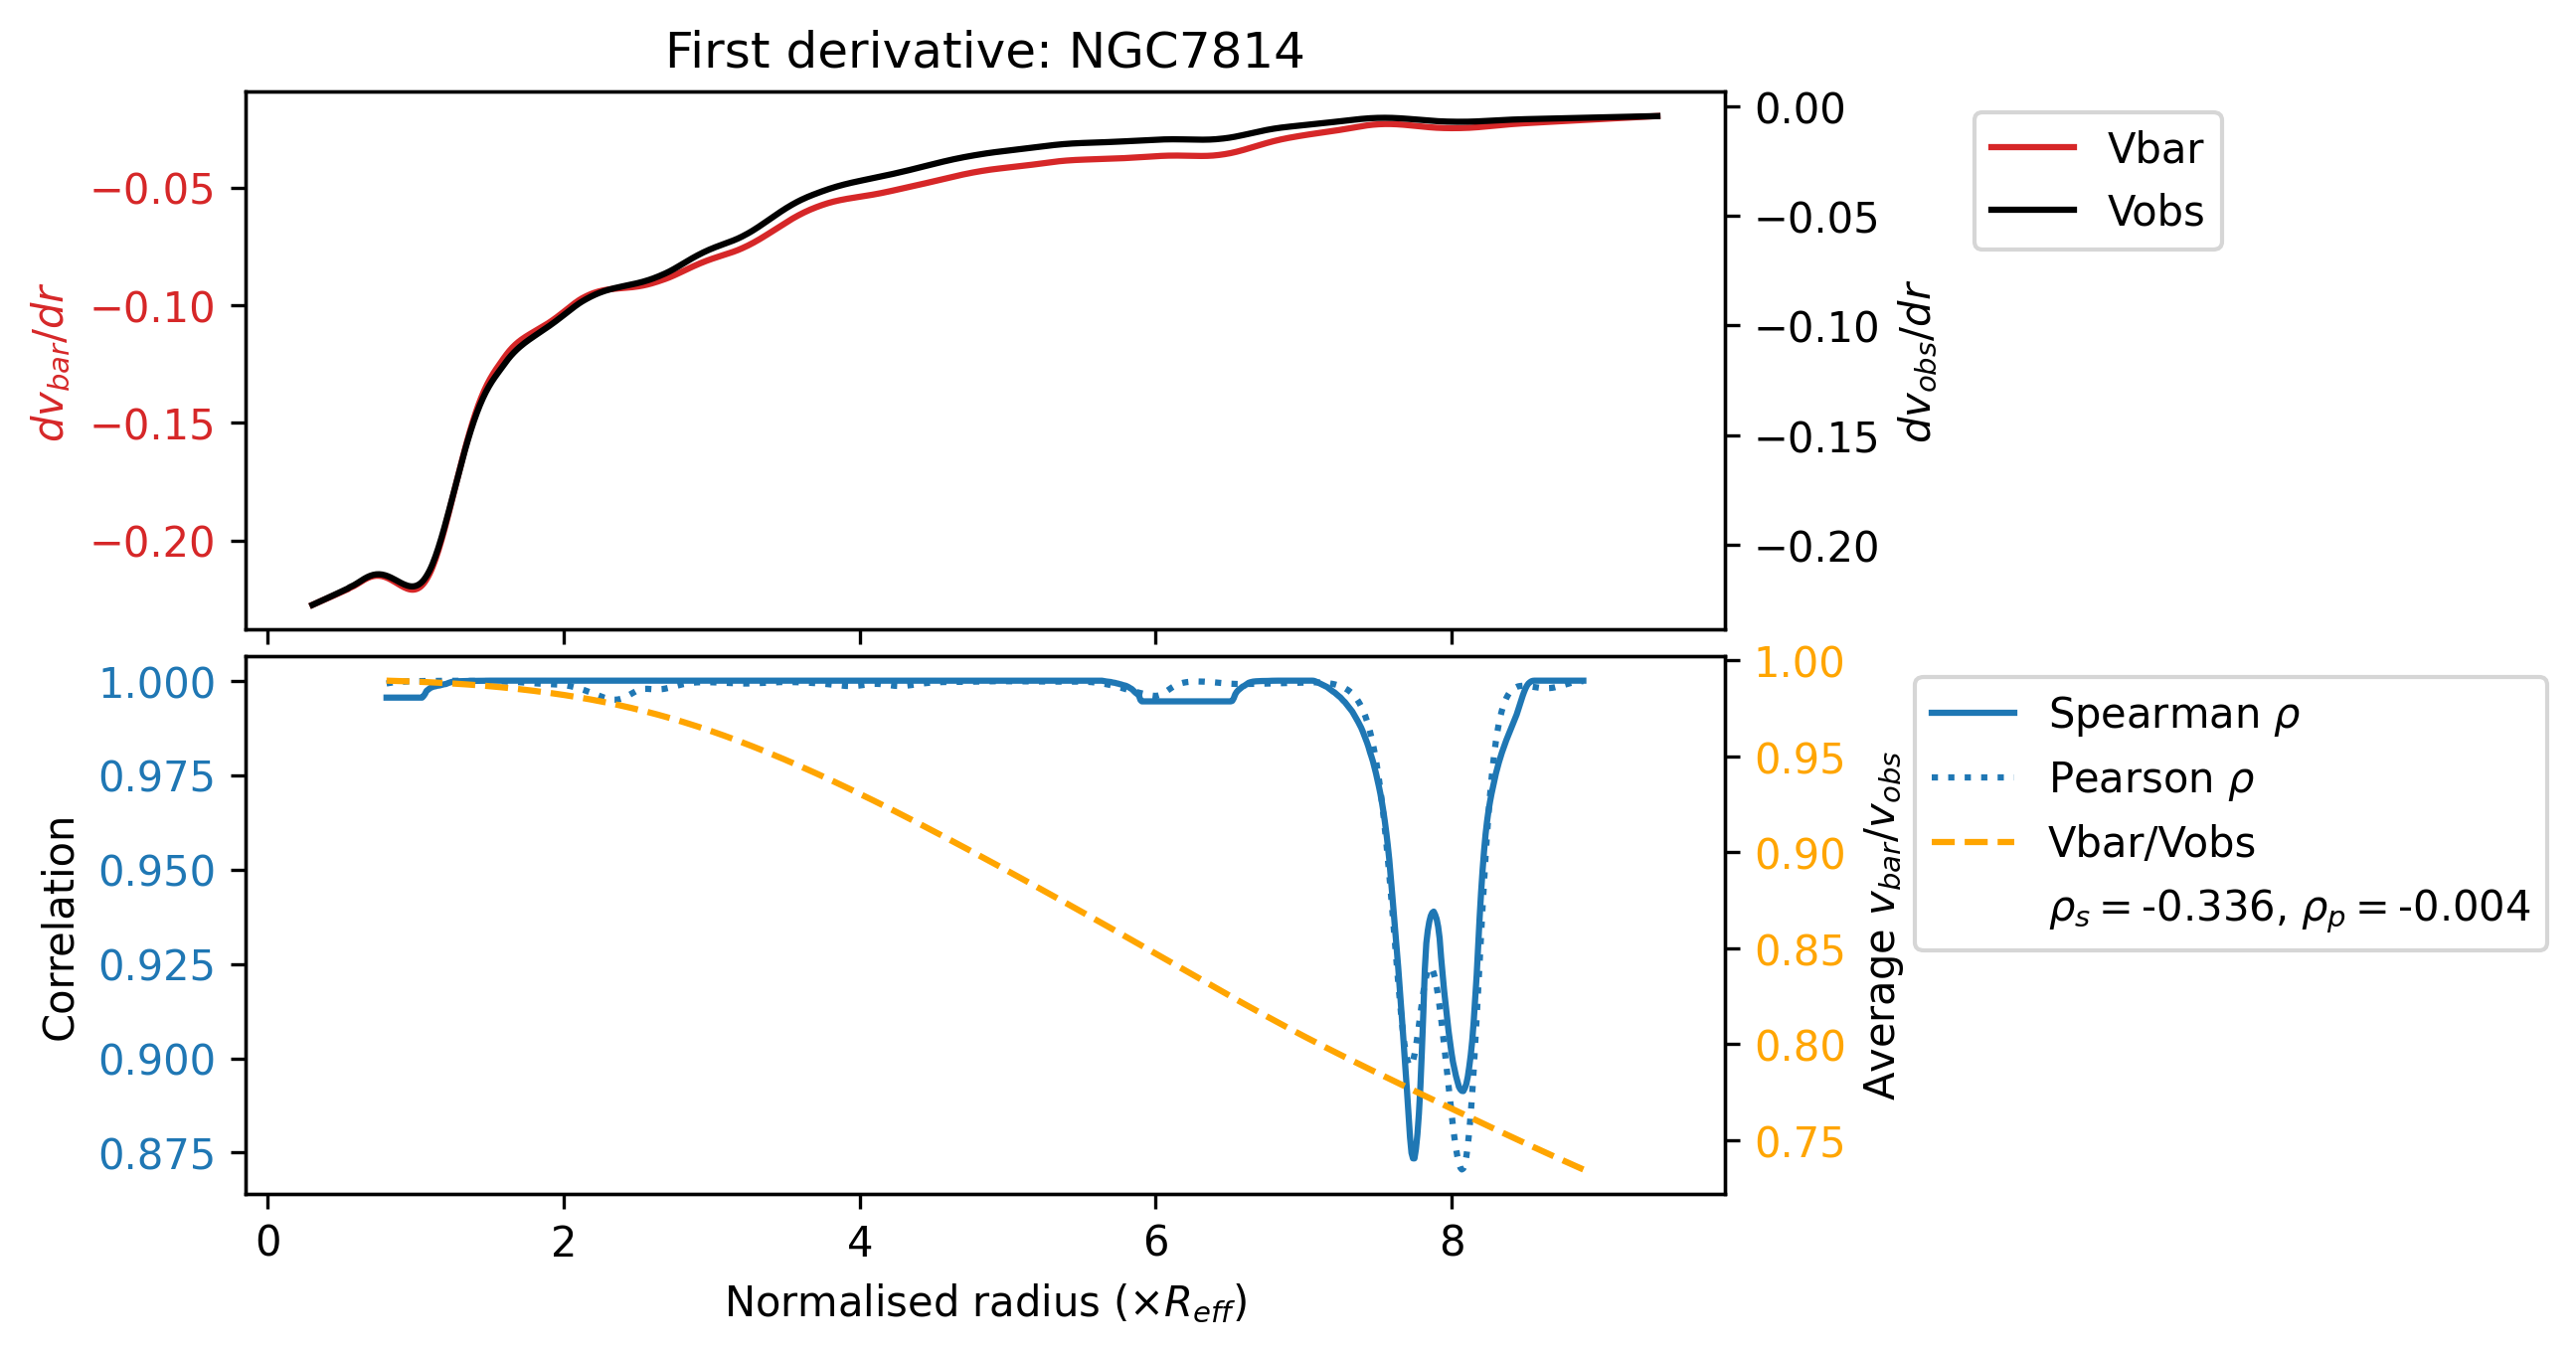 First derivative: NGC7814
dv_bar/dr
−0.05
−0.10
−0.15
−0.20
0.00
−0.05
−0.10
−0.15
−0.20
dv_obs/dr
Vbar
Vobs
Correlation
1.000
0.975
0.950
0.925
0.900
0.875
1.00
0.95
0.90
0.85
0.80
0.75
Average v_bar/v_obs
Spearman ρ
Pearson ρ
Vbar/Vobs
ρ_s = -0.336, ρ_p = -0.004
0 2 4 6 8
Normalised radius (×R_eff)